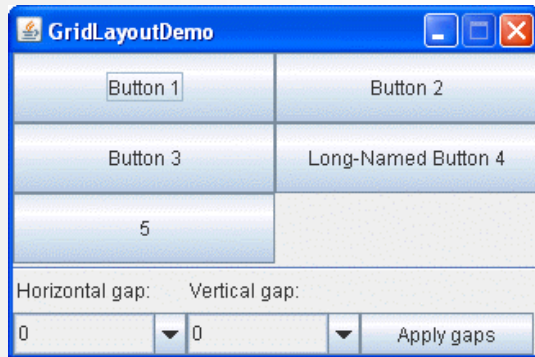 GridLayoutDemo
Button 1 Button 2
Button 3 Long-Named Button 4
5
Horizontal gap: Vertical gap:
0 0 Apply gaps